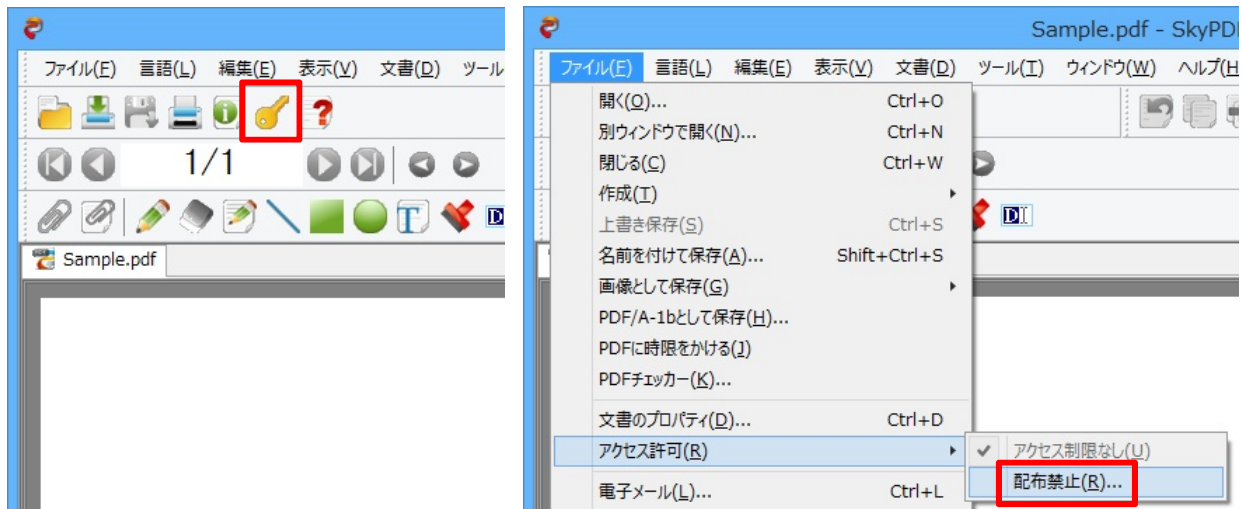 ファイル(F) 言語(L) 編集(E) 表示(V) 文書(D) ツール
1/1
Sample.pdf
Sample.pdf - SkyPD
ファイル(F) 言語(L) 編集(E) 表示(V) 文書(D) ツール(T) ウィンドウ(W) ヘルプ(H
開く(O)... Ctrl+O
別ウィンドウで開く(N)... Ctrl+N
閉じる(C) Ctrl+W
作成(T)
上書き保存(S) Ctrl+S
名前を付けて保存(A)... Shift+Ctrl+S
画像として保存(G)
PDF/A-1bとして保存(H)...
PDFに時限をかける(J)
PDFチェッカー(K)...
文書のプロパティ(D)... Ctrl+D
アクセス許可(R)
アクセス制限なし(U)
配布禁止(R)...
電子メール(L)... Ctrl+L